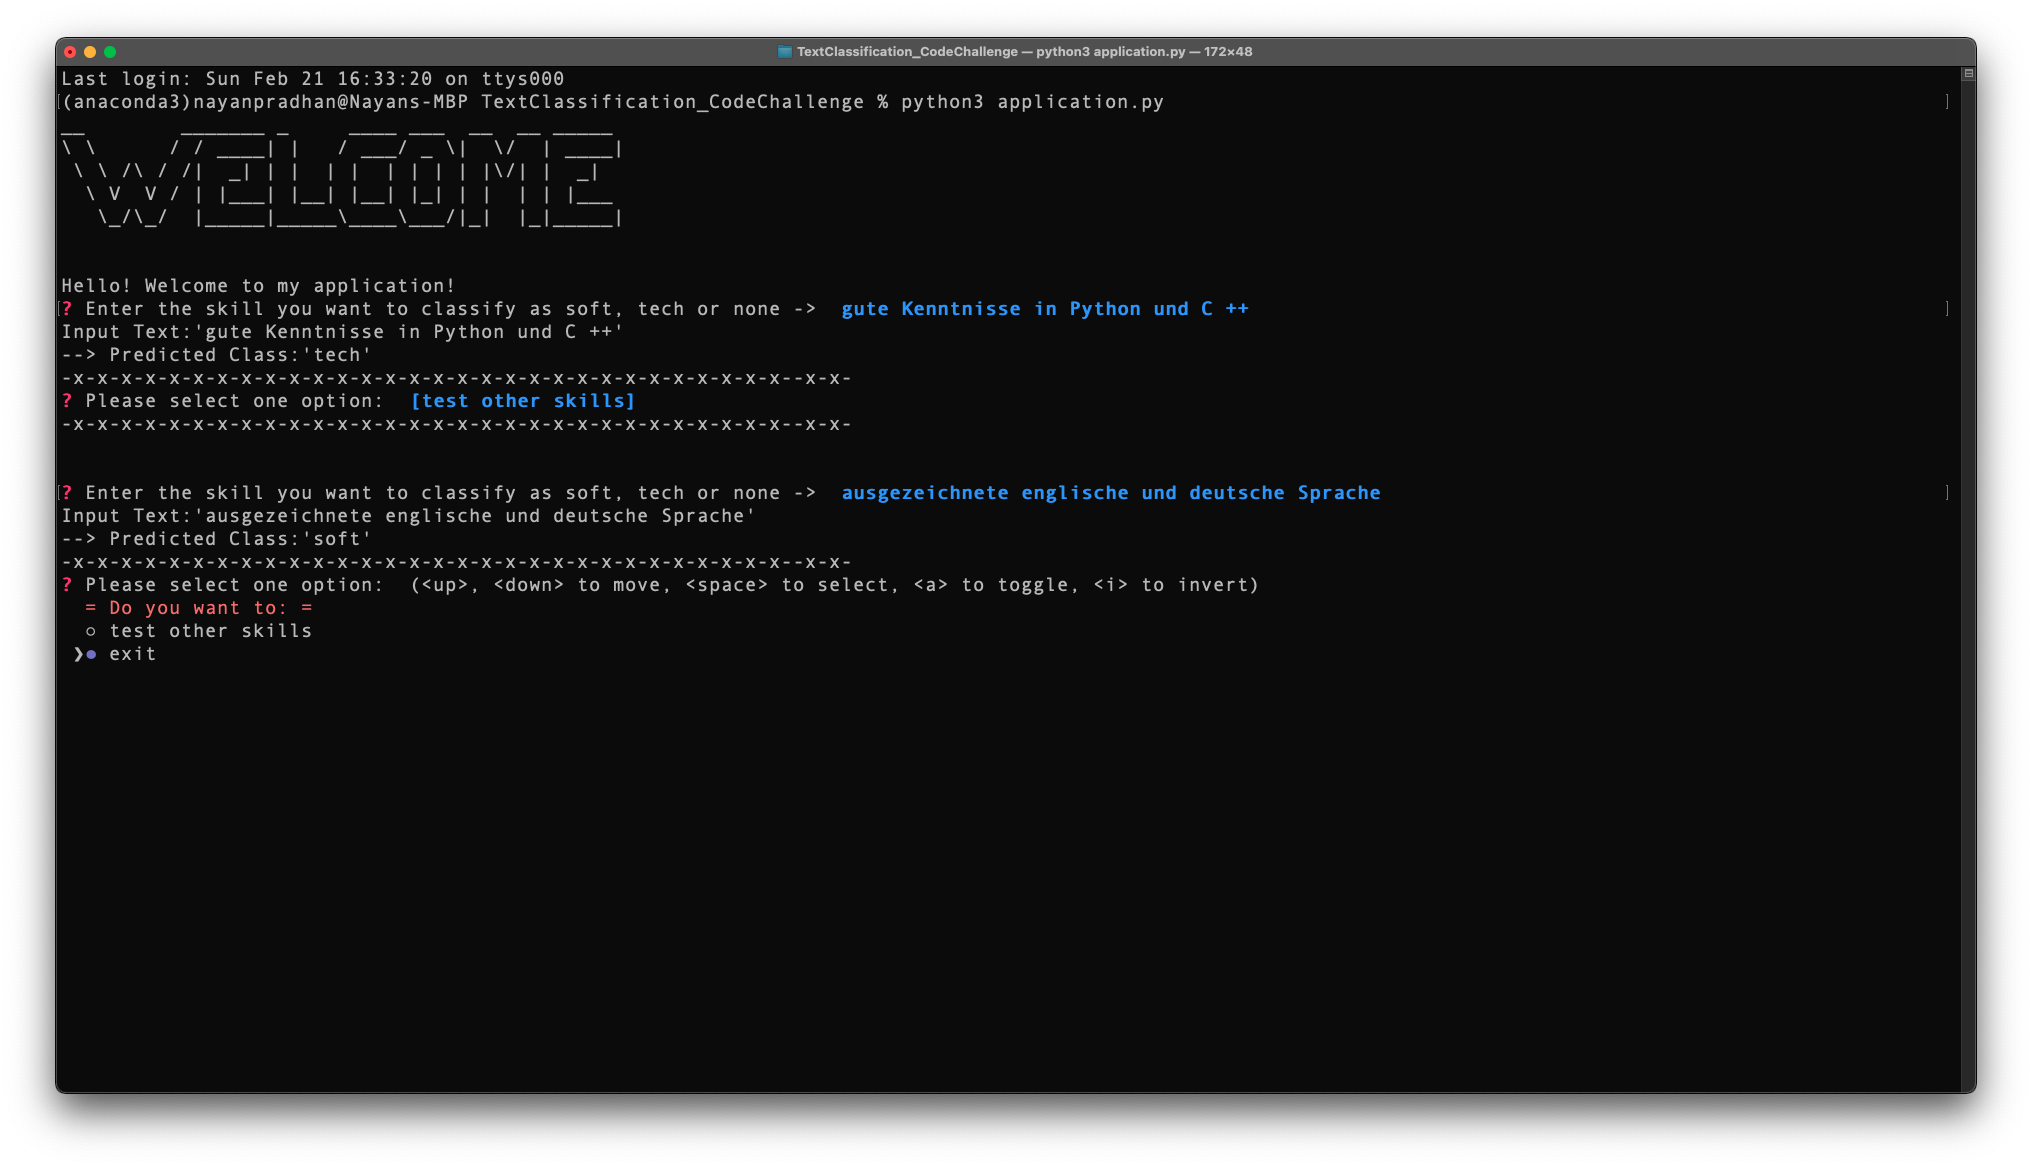 TextClassification_CodeChallenge — python3 application.py — 172×48
Last login: Sun Feb 21 16:33:20 on ttys000
(anaconda3)nayanpradhan@Nayans-MBP TextClassification_CodeChallenge % python3 application.py
WELCOME
Hello! Welcome to my application!
? Enter the skill you want to classify as soft, tech or none -> gute Kenntnisse in Python und C ++
Input Text:'gute Kenntnisse in Python und C ++'
--> Predicted Class:'tech'
-x-x-x-x-x-x-x-x-x-x-x-x-x-x-x-x-x-x-x-x-x-x-x-x-x-x-x-x-x-x--x-x-
? Please select one option:  [test other skills]
-x-x-x-x-x-x-x-x-x-x-x-x-x-x-x-x-x-x-x-x-x-x-x-x-x-x-x-x-x-x--x-x-
? Enter the skill you want to classify as soft, tech or none -> ausgezeichnete englische und deutsche Sprache
Input Text:'ausgezeichnete englische und deutsche Sprache'
--> Predicted Class:'soft'
-x-x-x-x-x-x-x-x-x-x-x-x-x-x-x-x-x-x-x-x-x-x-x-x-x-x-x-x-x-x--x-x-
? Please select one option:  (<up>, <down> to move, <space> to select, <a> to toggle, <i> to invert)
= Do you want to: =
○ test other skills
❯● exit